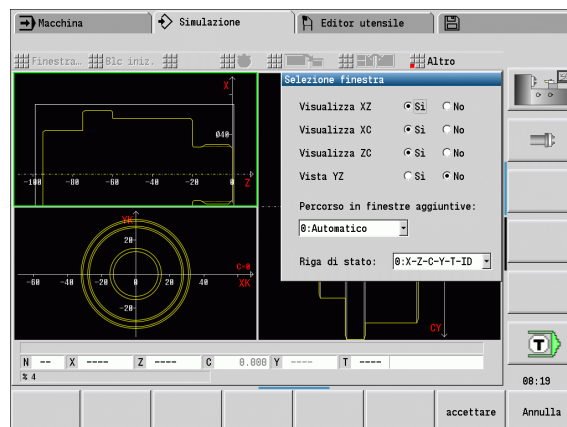 Macchina
Simulazione
Editor utensile
Finestra…
Blc iniz.
Altro
Selezione finestra
Visualizza XZ Sì No
Visualizza XC Sì No
Visualizza ZC Sì No
Vista YZ Sì No
Percorso in finestre aggiuntive:
0:Automatico
Riga di stato: 0:X-Z-C-Y-T-ID
X
Ø40-
-100 -80 -60 -40 -20 0 Z
YK
20-
C-0
-60 -40 -20 20 40 XK
-20-
CY
N -- X ---- Z ---- C 0.000 Y ---- T ----
% 4
T
08:19
accettare
Annulla